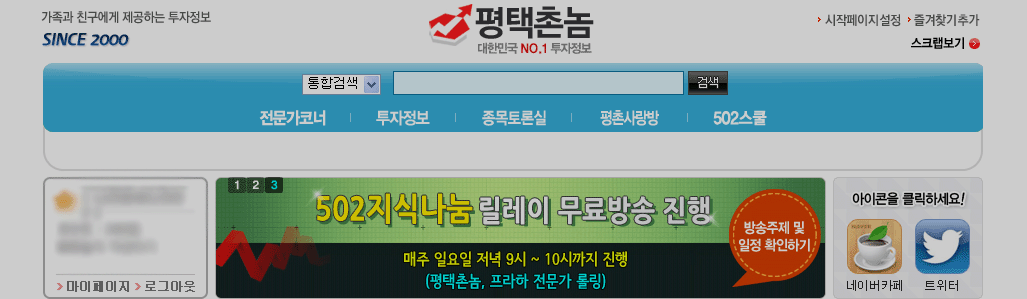 가족과 친구에게 제공하는 투자정보
SINCE 2000
평택촌놈
대한민국 NO.1 투자정보
시작페이지설정 즐겨찾기추가
스크랩보기
통합검색 검색
전문가코너 투자정보 종목토론실 평촌사랑방 502스쿨
마이페이지 로그아웃
1 2 3
502지식나눔 릴레이 무료방송 진행
매주 일요일 저녁 9시 ~ 10시까지 진행
(평택촌놈, 프라하 전문가 롤링)
방송주제 및
일정 확인하기
아이콘을 클릭하세요!
네이버카페 트위터